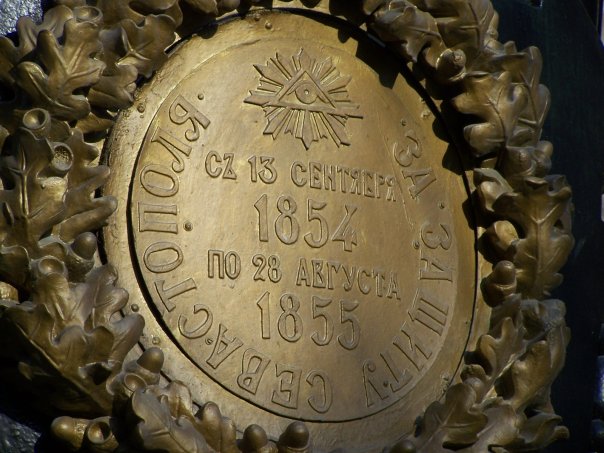 · ЗА · ЗАЩИТУ · СЕВАСТОПОЛЯ ·
СЪ 13 СЕНТЯБРЯ
1854
ПО 28 АВГУСТА
1855